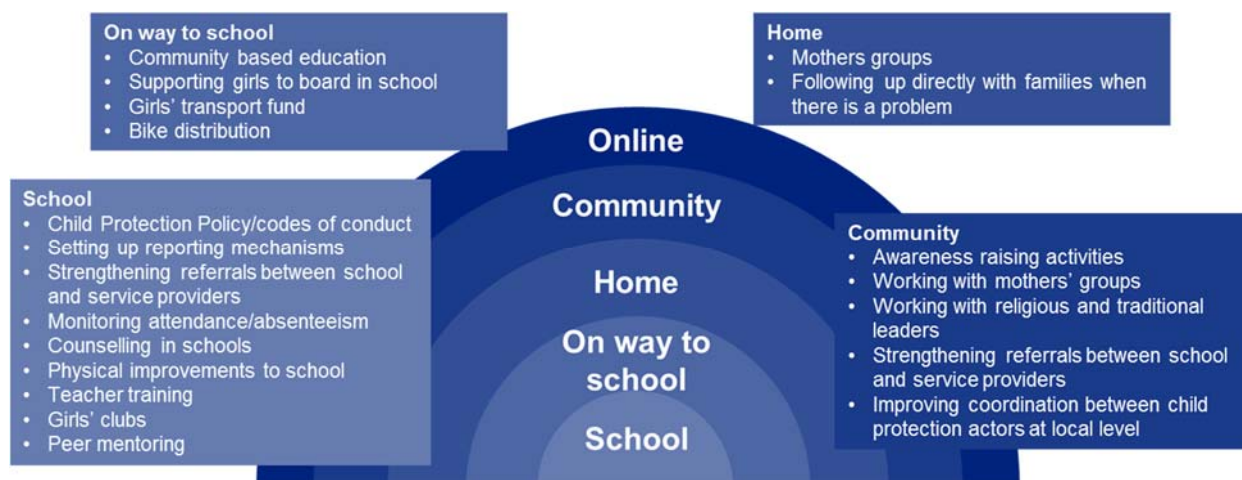 On way to school
• Community based education
• Supporting girls to board in school
• Girls' transport fund
• Bike distribution
Home
• Mothers groups
• Following up directly with families when
there is a problem
School
• Child Protection Policy/codes of conduct
• Setting up reporting mechanisms
• Strengthening referrals between school
and service providers
• Monitoring attendance/absenteeism
• Counselling in schools
• Physical improvements to school
• Teacher training
• Girls' clubs
• Peer mentoring
Online
Community
Home
On way to
school
School
Community
• Awareness raising activities
• Working with mothers' groups
• Working with religious and traditional
leaders
• Strengthening referrals between school
and service providers
• Improving coordination between child
protection actors at local level